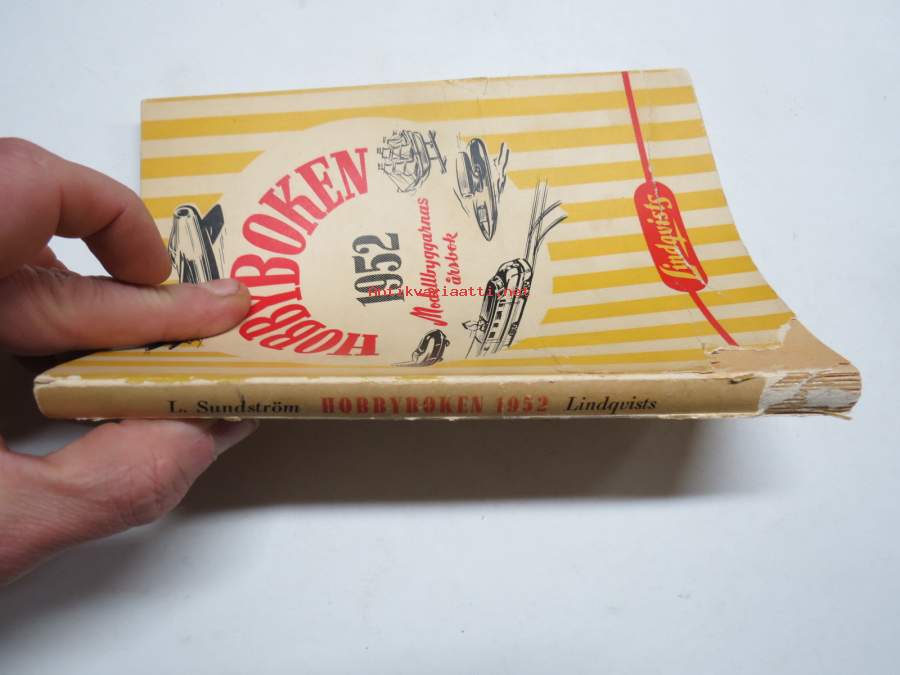 HOBBYBOKEN
1952
Modellbyggarnas
årsbok
Lindqvists
Antikvariaatti.net
L. Sundström HOBBYBOKEN 1952 Lindqvists